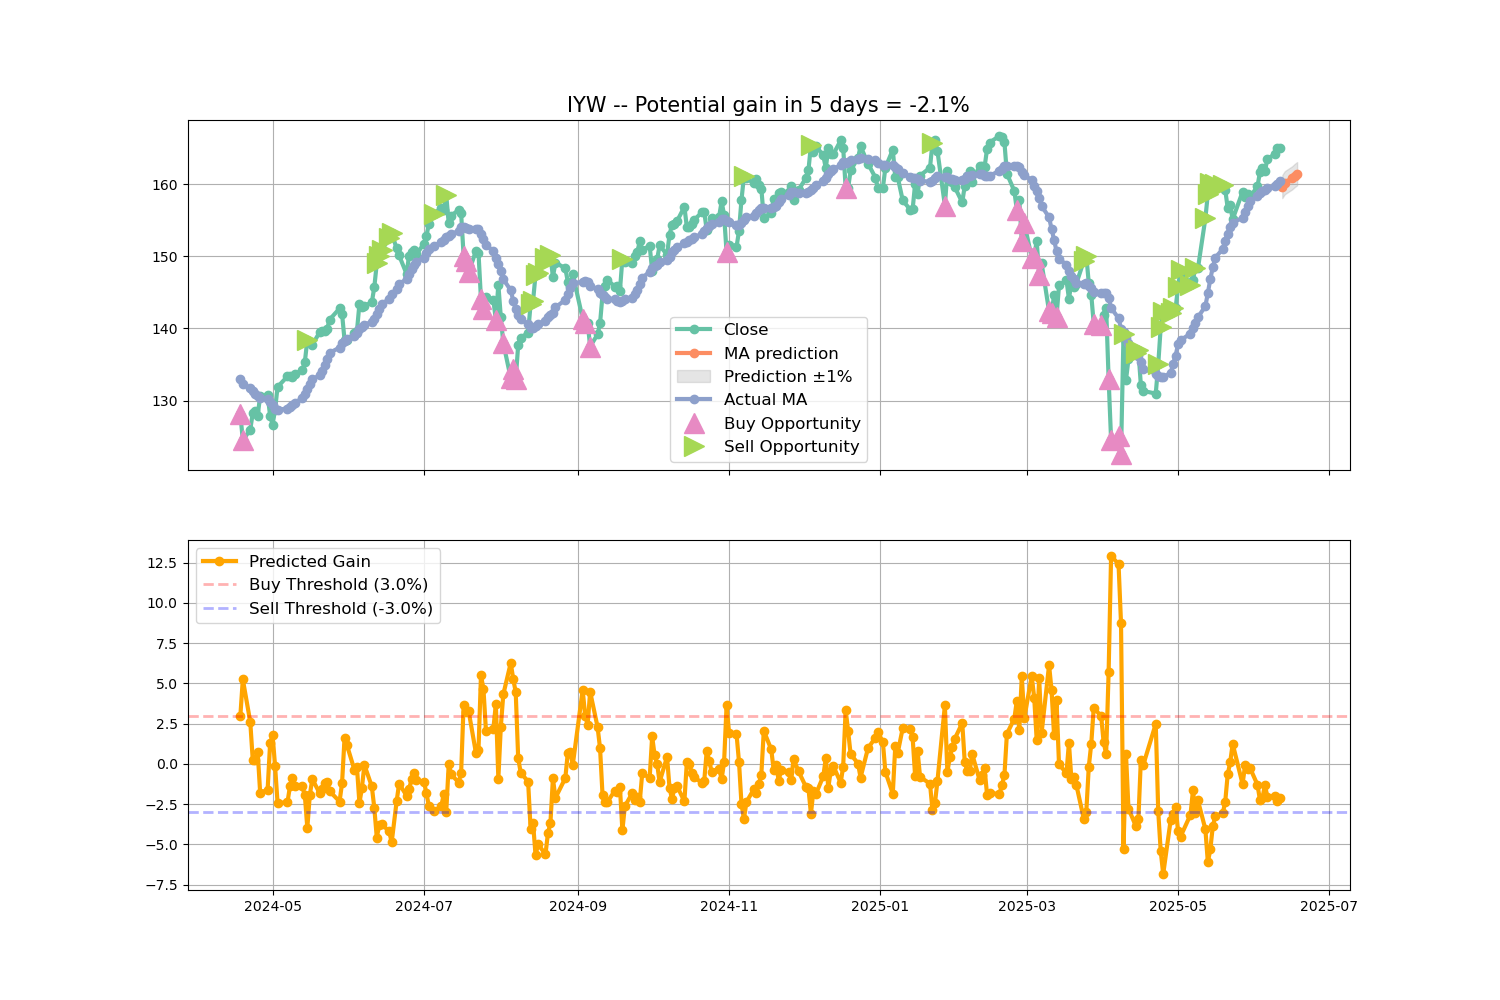 IYW -- Potential gain in 5 days = -2.1%
160
150
140
130
Close
MA prediction
Prediction ±1%
Actual MA
Buy Opportunity
Sell Opportunity
12.5
10.0
7.5
5.0
2.5
0.0
−2.5
−5.0
−7.5
Predicted Gain
Buy Threshold (3.0%)
Sell Threshold (-3.0%)
2024-05 2024-07 2024-09 2024-11 2025-01 2025-03 2025-05 2025-07